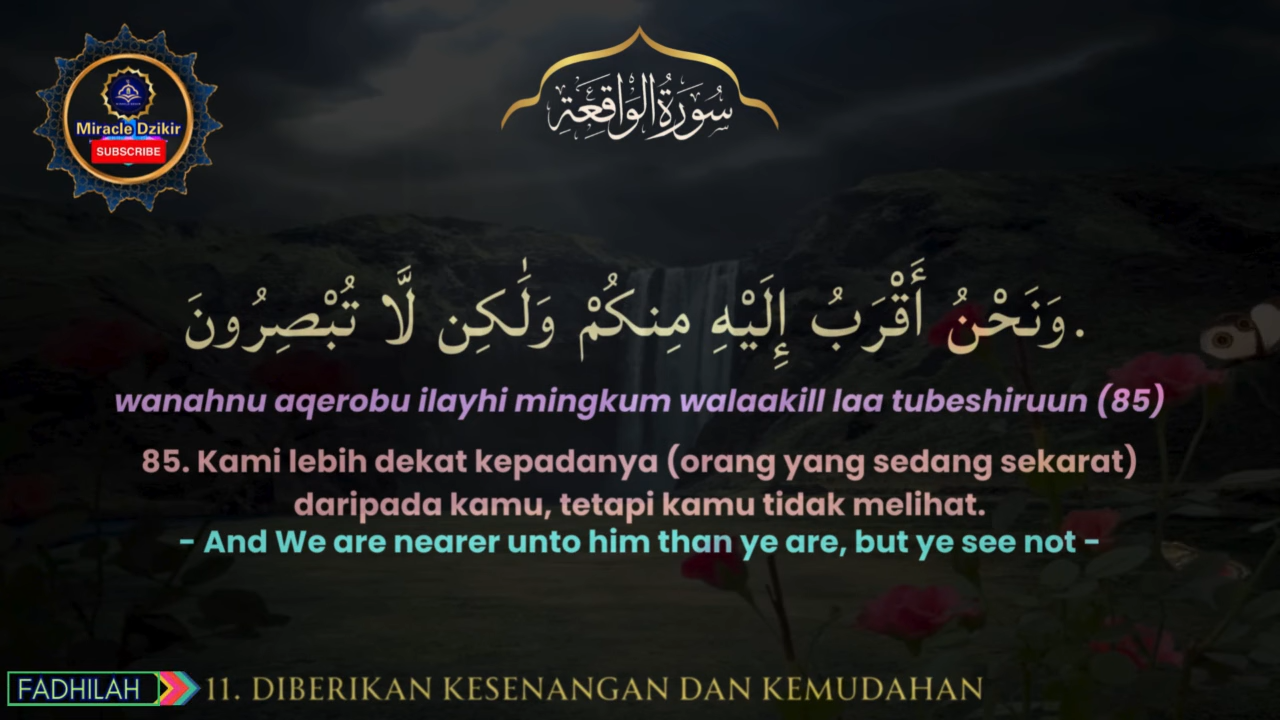 Miracle Dzikir
SUBSCRIBE
سُورَةُ الْوَاقِعَةِ
.وَنَحْنُ أَقْرَبُ إِلَيْهِ مِنكُمْ وَلَٰكِن لَّا تُبْصِرُونَ
wanahnu aqerobu ilayhi mingkum walaakill laa tubeshiruun (85)
85. Kami lebih dekat kepadanya (orang yang sedang sekarat)
daripada kamu, tetapi kamu tidak melihat.
- And We are nearer unto him than ye are, but ye see not -
FADHILAH 11. DIBERIKAN KESENANGAN DAN KEMUDAHAN